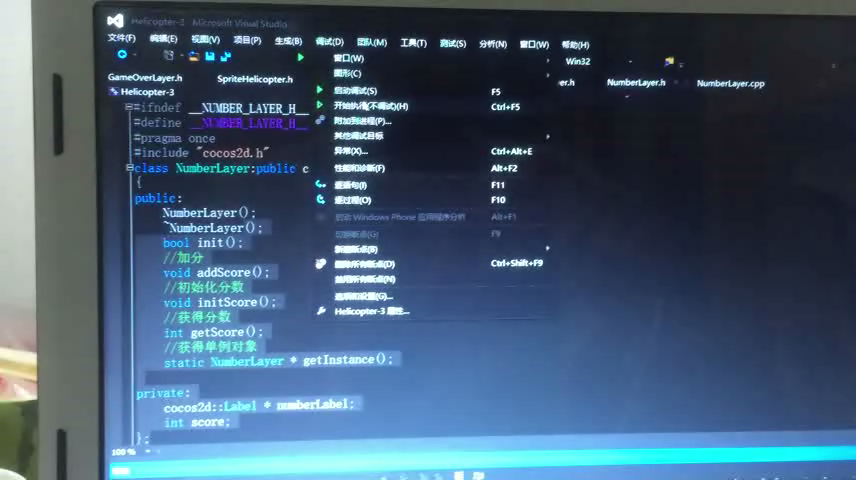 Helicopter-3 - Microsoft Visual Studio
文件(F) 编辑(E) 视图(V) 项目(P) 生成(B) 调试(D) 团队(M) 工具(T) 测试(S) 分析(N) 窗口(W) 帮助(H)
Win32
GameOverLayer.h SpriteHelicopter.h er.h NumberLayer.h NumberLayer.cpp
Helicopter-3
窗口(W)
图形(C)
启动调试(S) F5
开始执行(不调试)(H) Ctrl+F5
附加到进程(P)...
其他调试目标
异常(X)... Ctrl+Alt+E
性能和诊断(F) Alt+F2
逐语句(I) F11
逐过程(O) F10
启动 Windows Phone 应用程序分析 Alt+F1
切换断点(G) F9
新建断点(B)
删除所有断点(D) Ctrl+Shift+F9
禁用所有断点(N)
选项和设置(G)...
Helicopter-3 属性...
#ifndef __NUMBER_LAYER_H__
#define __NUMBER_LAYER_H__
#pragma once
#include "cocos2d.h"
class NumberLayer:public c
{
public:
NumberLayer();
~NumberLayer();
bool init();
//加分
void addScore();
//初始化分数
void initScore();
//获得分数
int getScore();
//获得单例对象
static NumberLayer * getInstance();
private:
cocos2d::Label * numberLabel;
int score;
};
100 %